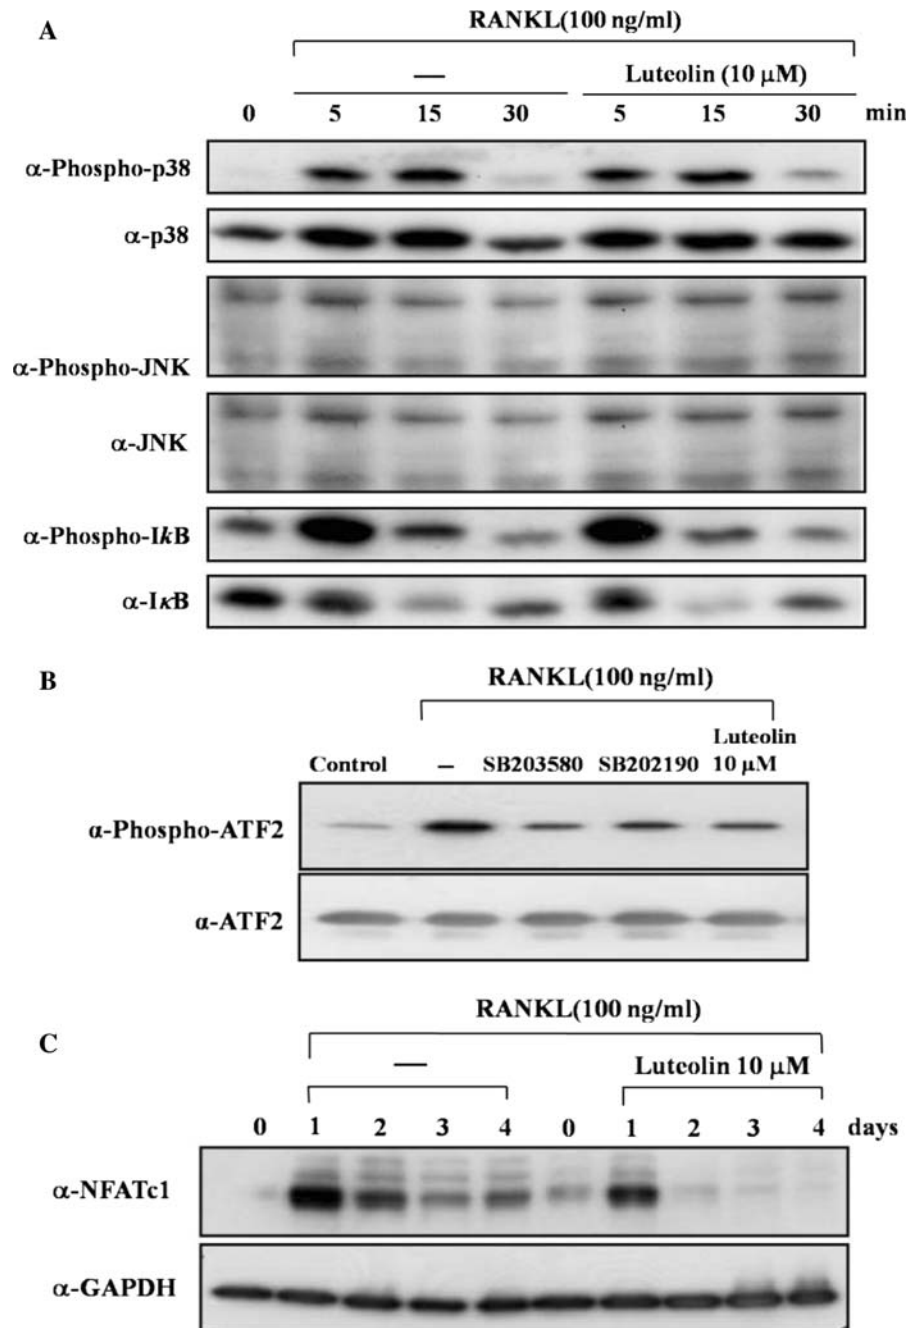 A
RANKL(100 ng/ml)
— Luteolin (10 μM)
0 5 15 30 5 15 30 min
α-Phospho-p38
α-p38
α-Phospho-JNK
α-JNK
α-Phospho-IkB
α-IκB
B
RANKL(100 ng/ml)
Luteolin
Control – SB203580 SB202190 10 μM
α-Phospho-ATF2
α-ATF2
RANKL(100 ng/ml)
C
— Luteolin 10 μM
0 1 2 3 4 0 1 2 3 4 days
α-NFATc1
α-GAPDH